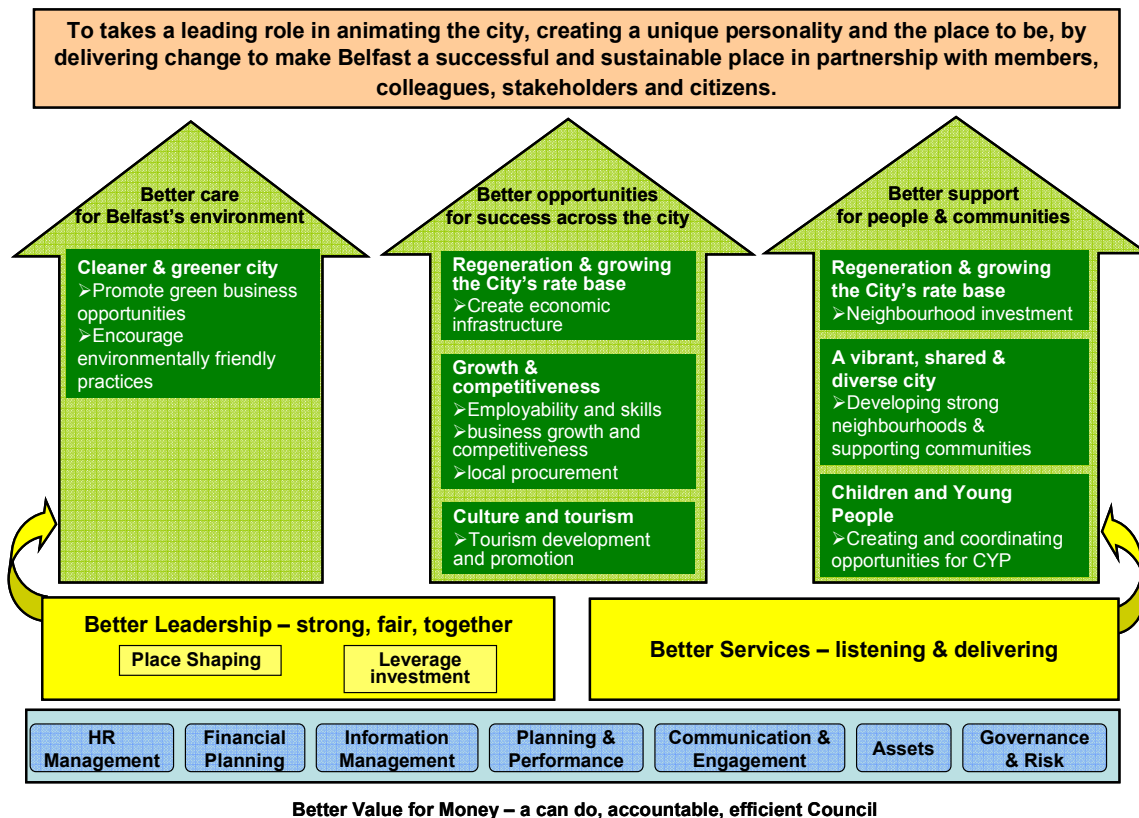 To takes a leading role in animating the city, creating a unique personality and the place to be, by
delivering change to make Belfast a successful and sustainable place in partnership with members,
colleagues, stakeholders and citizens.
Better care
for Belfast's environment
Cleaner & greener city
➢Promote green business
opportunities
➢Encourage
environmentally friendly
practices
Better opportunities
for success across the city
Regeneration & growing
the City's rate base
➢Create economic
infrastructure
Growth &
competitiveness
➢Employability and skills
➢business growth and
competitiveness
➢local procurement
Culture and tourism
➢Tourism development
and promotion
Better support
for people & communities
Regeneration & growing
the City's rate base
➢Neighbourhood investment
A vibrant, shared &
diverse city
➢Developing strong
neighbourhoods &
supporting communities
Children and Young
People
➢Creating and coordinating
opportunities for CYP
Better Leadership – strong, fair, together
Place Shaping
Leverage
investment
Better Services – listening & delivering
HR
Management
Financial
Planning
Information
Management
Planning &
Performance
Communication &
Engagement
Assets
Governance
& Risk
Better Value for Money – a can do, accountable, efficient Council